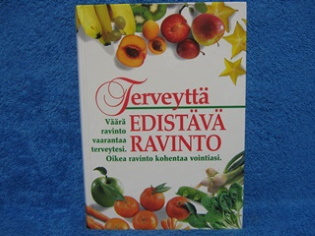 Terveyttä
EDISTÄVÄ
RAVINTO
Väärä
ravinto
vaarantaa
terveytesi.
Oikea ravinto kohentaa vointiasi.